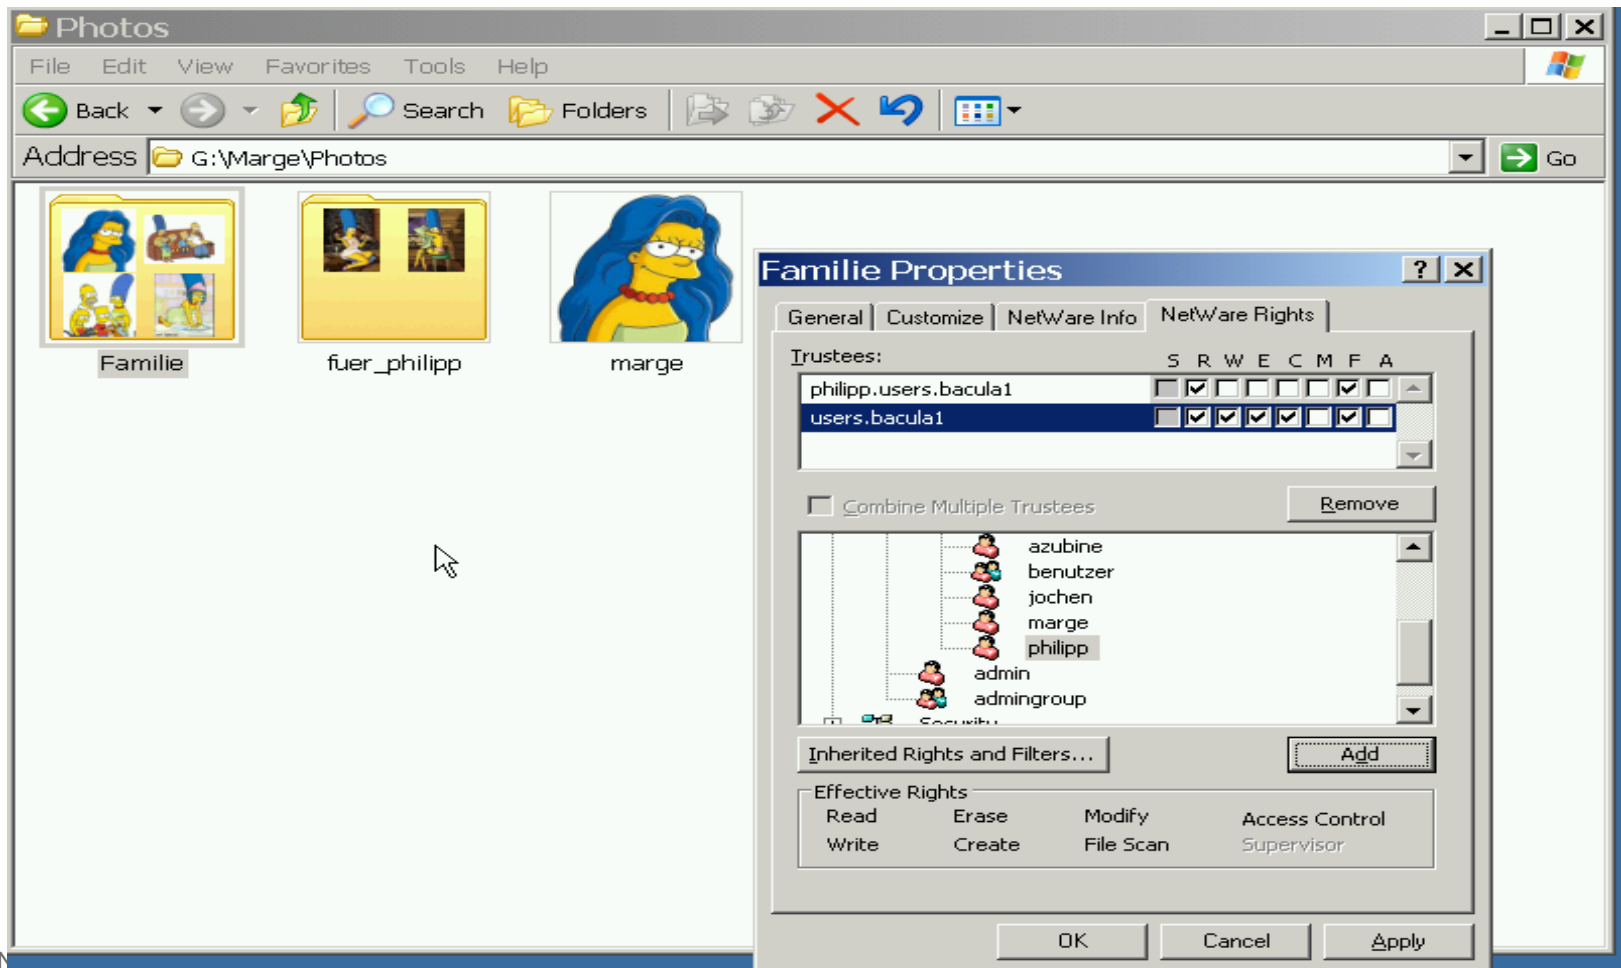 Photos
File Edit View Favorites Tools Help
Back Search Folders
Address G:\Marge\Photos Go
Familie fuer_philipp marge
Familie Properties
General Customize NetWare Info NetWare Rights
Trustees: S R W E C M F A
philipp.users.bacula1
users.bacula1
Combine Multiple Trustees Remove
azubine
benutzer
jochen
marge
philipp
admin
admingroup
Security
Inherited Rights and Filters... Add
Effective Rights
Read Erase Modify Access Control
Write Create File Scan Supervisor
OK Cancel Apply